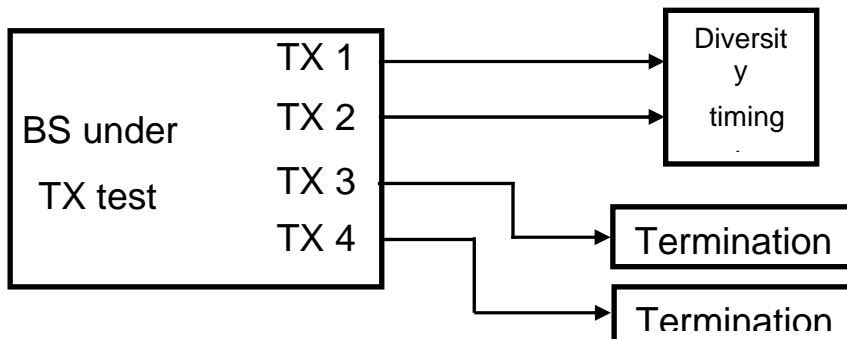 BS under
TX test
TX 1
TX 2
TX 3
TX 4
Diversit
y
timing
Termination
Termination